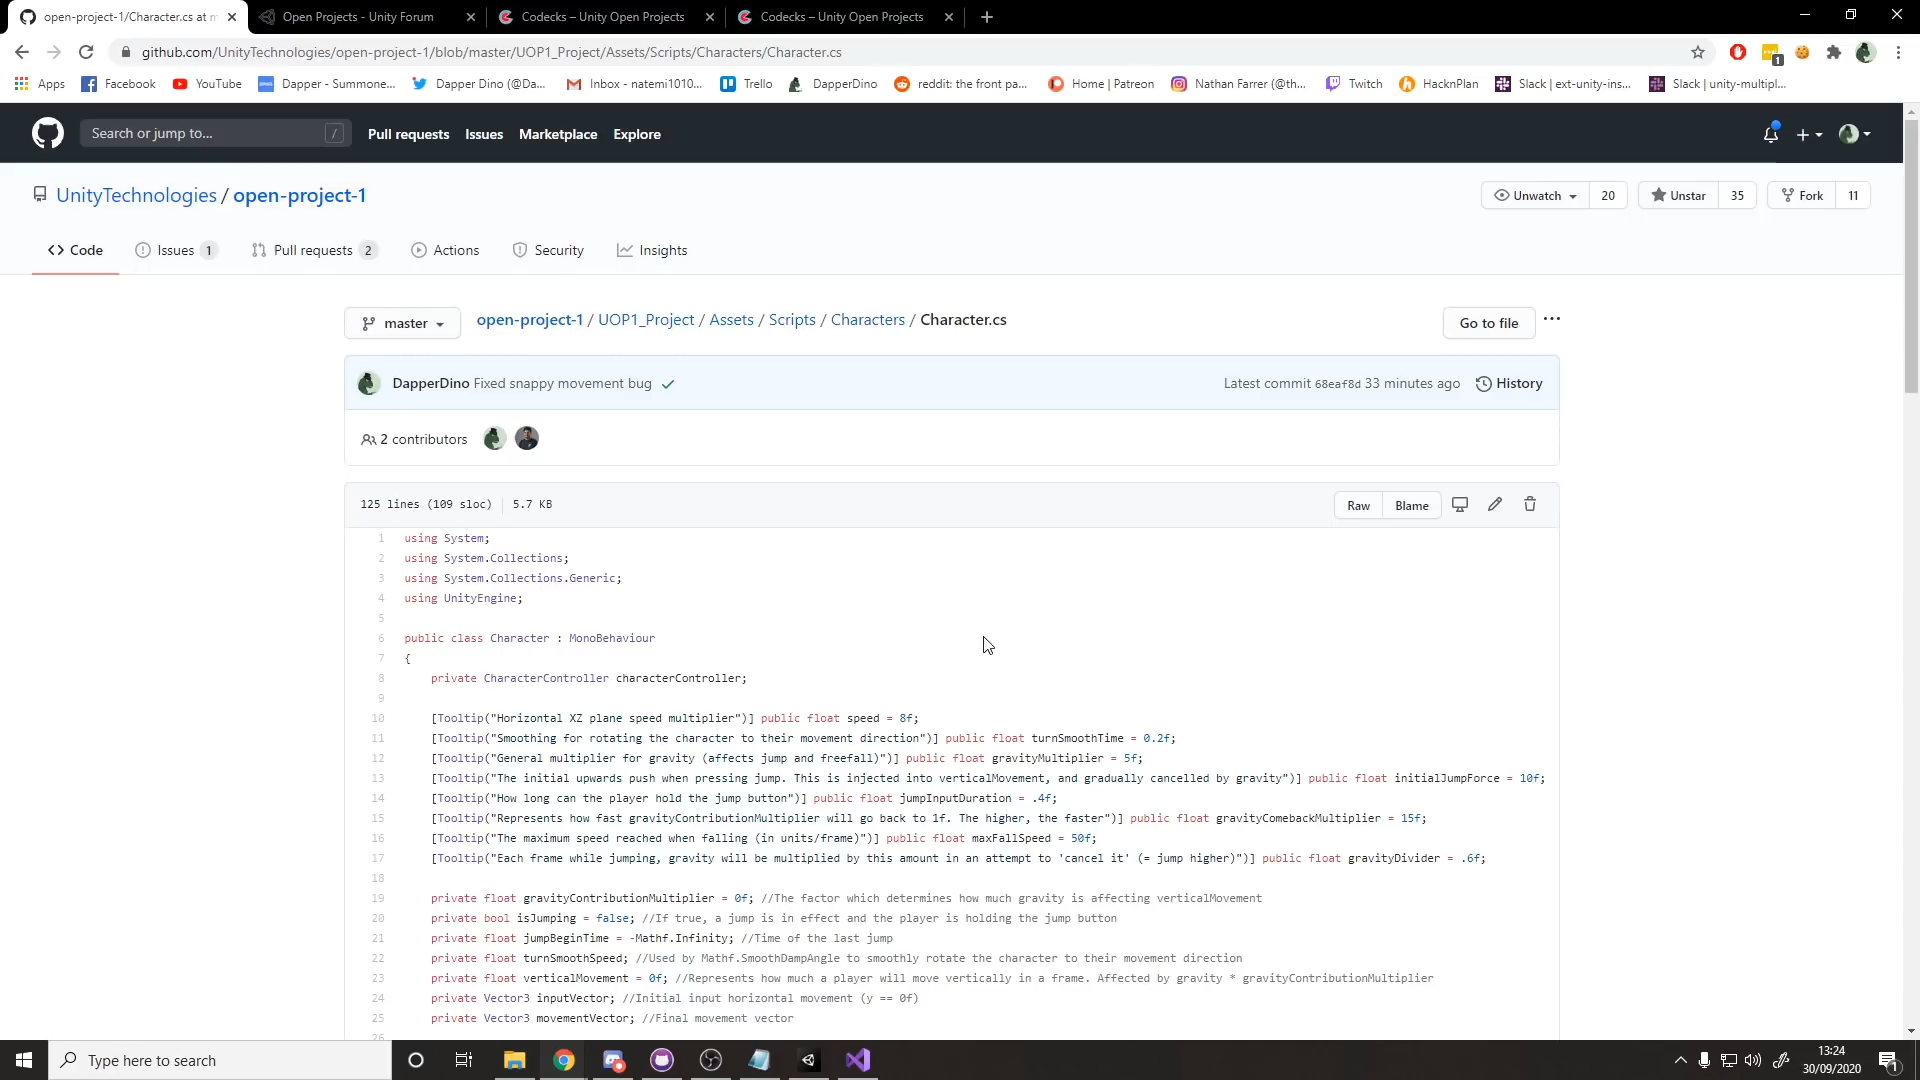 open-project-1/Character.cs at m
Open Projects - Unity Forum
Codecks – Unity Open Projects
Codecks – Unity Open Projects
github.com/UnityTechnologies/open-project-1/blob/master/UOP1_Project/Assets/Scripts/Characters/Character.cs
1
Apps
Facebook
YouTube
Dapper - Summone...
Dapper Dino (@Da...
Inbox - natemi1010...
Trello
DapperDino
reddit: the front pa...
Home | Patreon
Nathan Farrer (@th...
Twitch
HacknPlan
Slack | ext-unity-ins...
Slack | unity-multipl...
Search or jump to... /
Pull requests Issues Marketplace Explore
UnityTechnologies / open-project-1
Unwatch 20
Unstar 35
Fork 11
Code
Issues 1
Pull requests 2
Actions
Security
Insights
master
open-project-1 / UOP1_Project / Assets / Scripts / Characters / Character.cs
Go to file
DapperDino Fixed snappy movement bug
Latest commit 68eaf8d 33 minutes ago
History
2 contributors
125 lines (109 sloc) 5.7 KB
Raw Blame
1 using System;
2 using System.Collections;
3 using System.Collections.Generic;
4 using UnityEngine;
5
6 public class Character : MonoBehaviour
7 {
8 private CharacterController characterController;
9
10 [Tooltip("Horizontal XZ plane speed multiplier")] public float speed = 8f;
11 [Tooltip("Smoothing for rotating the character to their movement direction")] public float turnSmoothTime = 0.2f;
12 [Tooltip("General multiplier for gravity (affects jump and freefall)")] public float gravityMultiplier = 5f;
13 [Tooltip("The initial upwards push when pressing jump. This is injected into verticalMovement, and gradually cancelled by gravity")] public float initialJumpForce = 10f;
14 [Tooltip("How long can the player hold the jump button")] public float jumpInputDuration = .4f;
15 [Tooltip("Represents how fast gravityContributionMultiplier will go back to 1f. The higher, the faster")] public float gravityComebackMultiplier = 15f;
16 [Tooltip("The maximum speed reached when falling (in units/frame)")] public float maxFallSpeed = 50f;
17 [Tooltip("Each frame while jumping, gravity will be multiplied by this amount in an attempt to 'cancel it' (= jump higher)")] public float gravityDivider = .6f;
18
19 private float gravityContributionMultiplier = 0f; //The factor which determines how much gravity is affecting verticalMovement
20 private bool isJumping = false; //If true, a jump is in effect and the player is holding the jump button
21 private float jumpBeginTime = -Mathf.Infinity; //Time of the last jump
22 private float turnSmoothSpeed; //Used by Mathf.SmoothDampAngle to smoothly rotate the character to their movement direction
23 private float verticalMovement = 0f; //Represents how much a player will move vertically in a frame. Affected by gravity * gravityContributionMultiplier
24 private Vector3 inputVector; //Initial input horizontal movement (y == 0f)
25 private Vector3 movementVector; //Final movement vector
26
Type here to search
13:24
30/09/2020
1